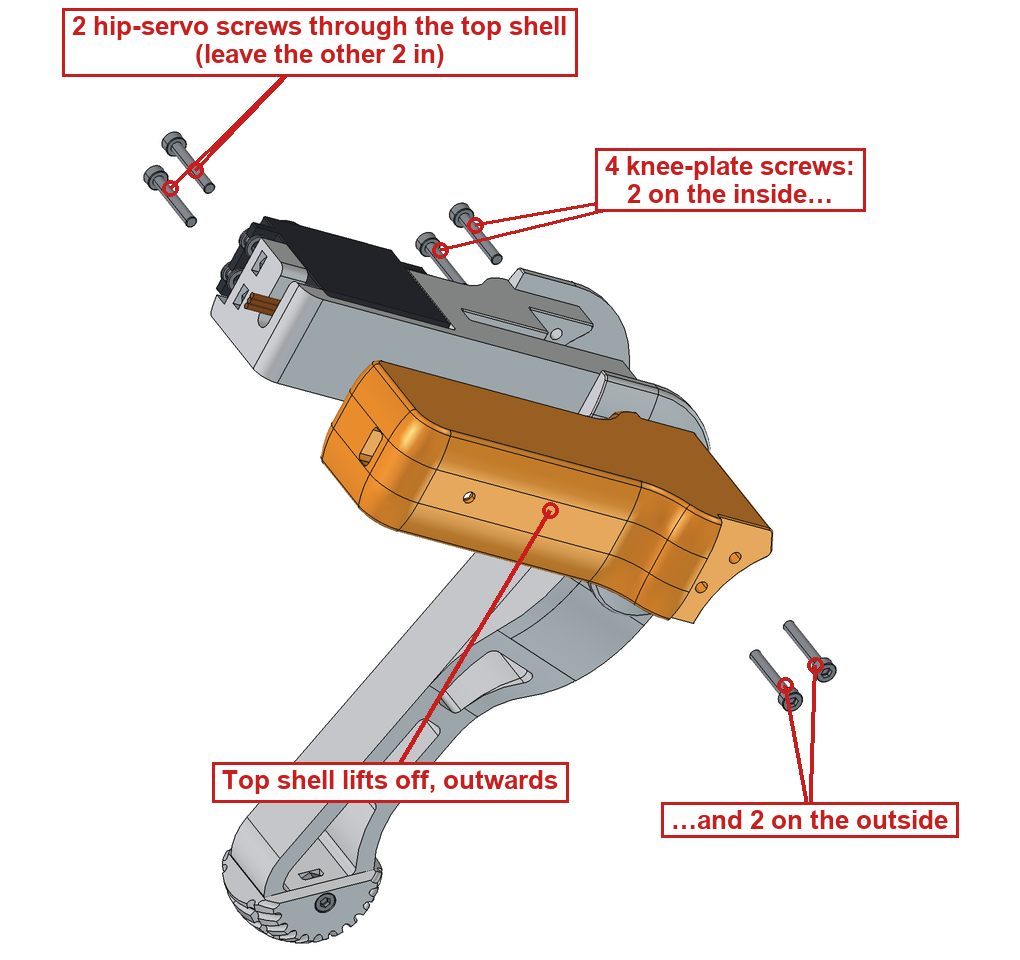 2 hip-servo screws through the top shell
(leave the other 2 in)
4 knee-plate screws:
2 on the inside…
Top shell lifts off, outwards
…and 2 on the outside